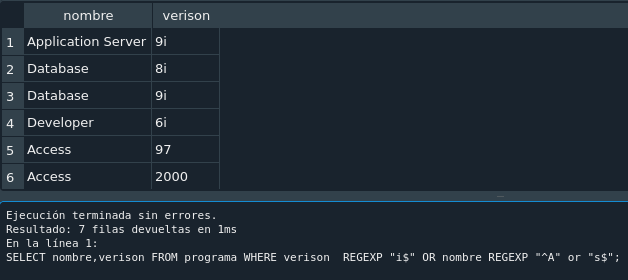 nombre verison
1 Application Server 9i
2 Database 8i
3 Database 9i
4 Developer 6i
5 Access 97
6 Access 2000
Ejecución terminada sin errores.
Resultado: 7 filas devueltas en 1ms
En la línea 1:
SELECT nombre,verison FROM programa WHERE verison  REGEXP "i$" OR nombre REGEXP "^A" or "s$";